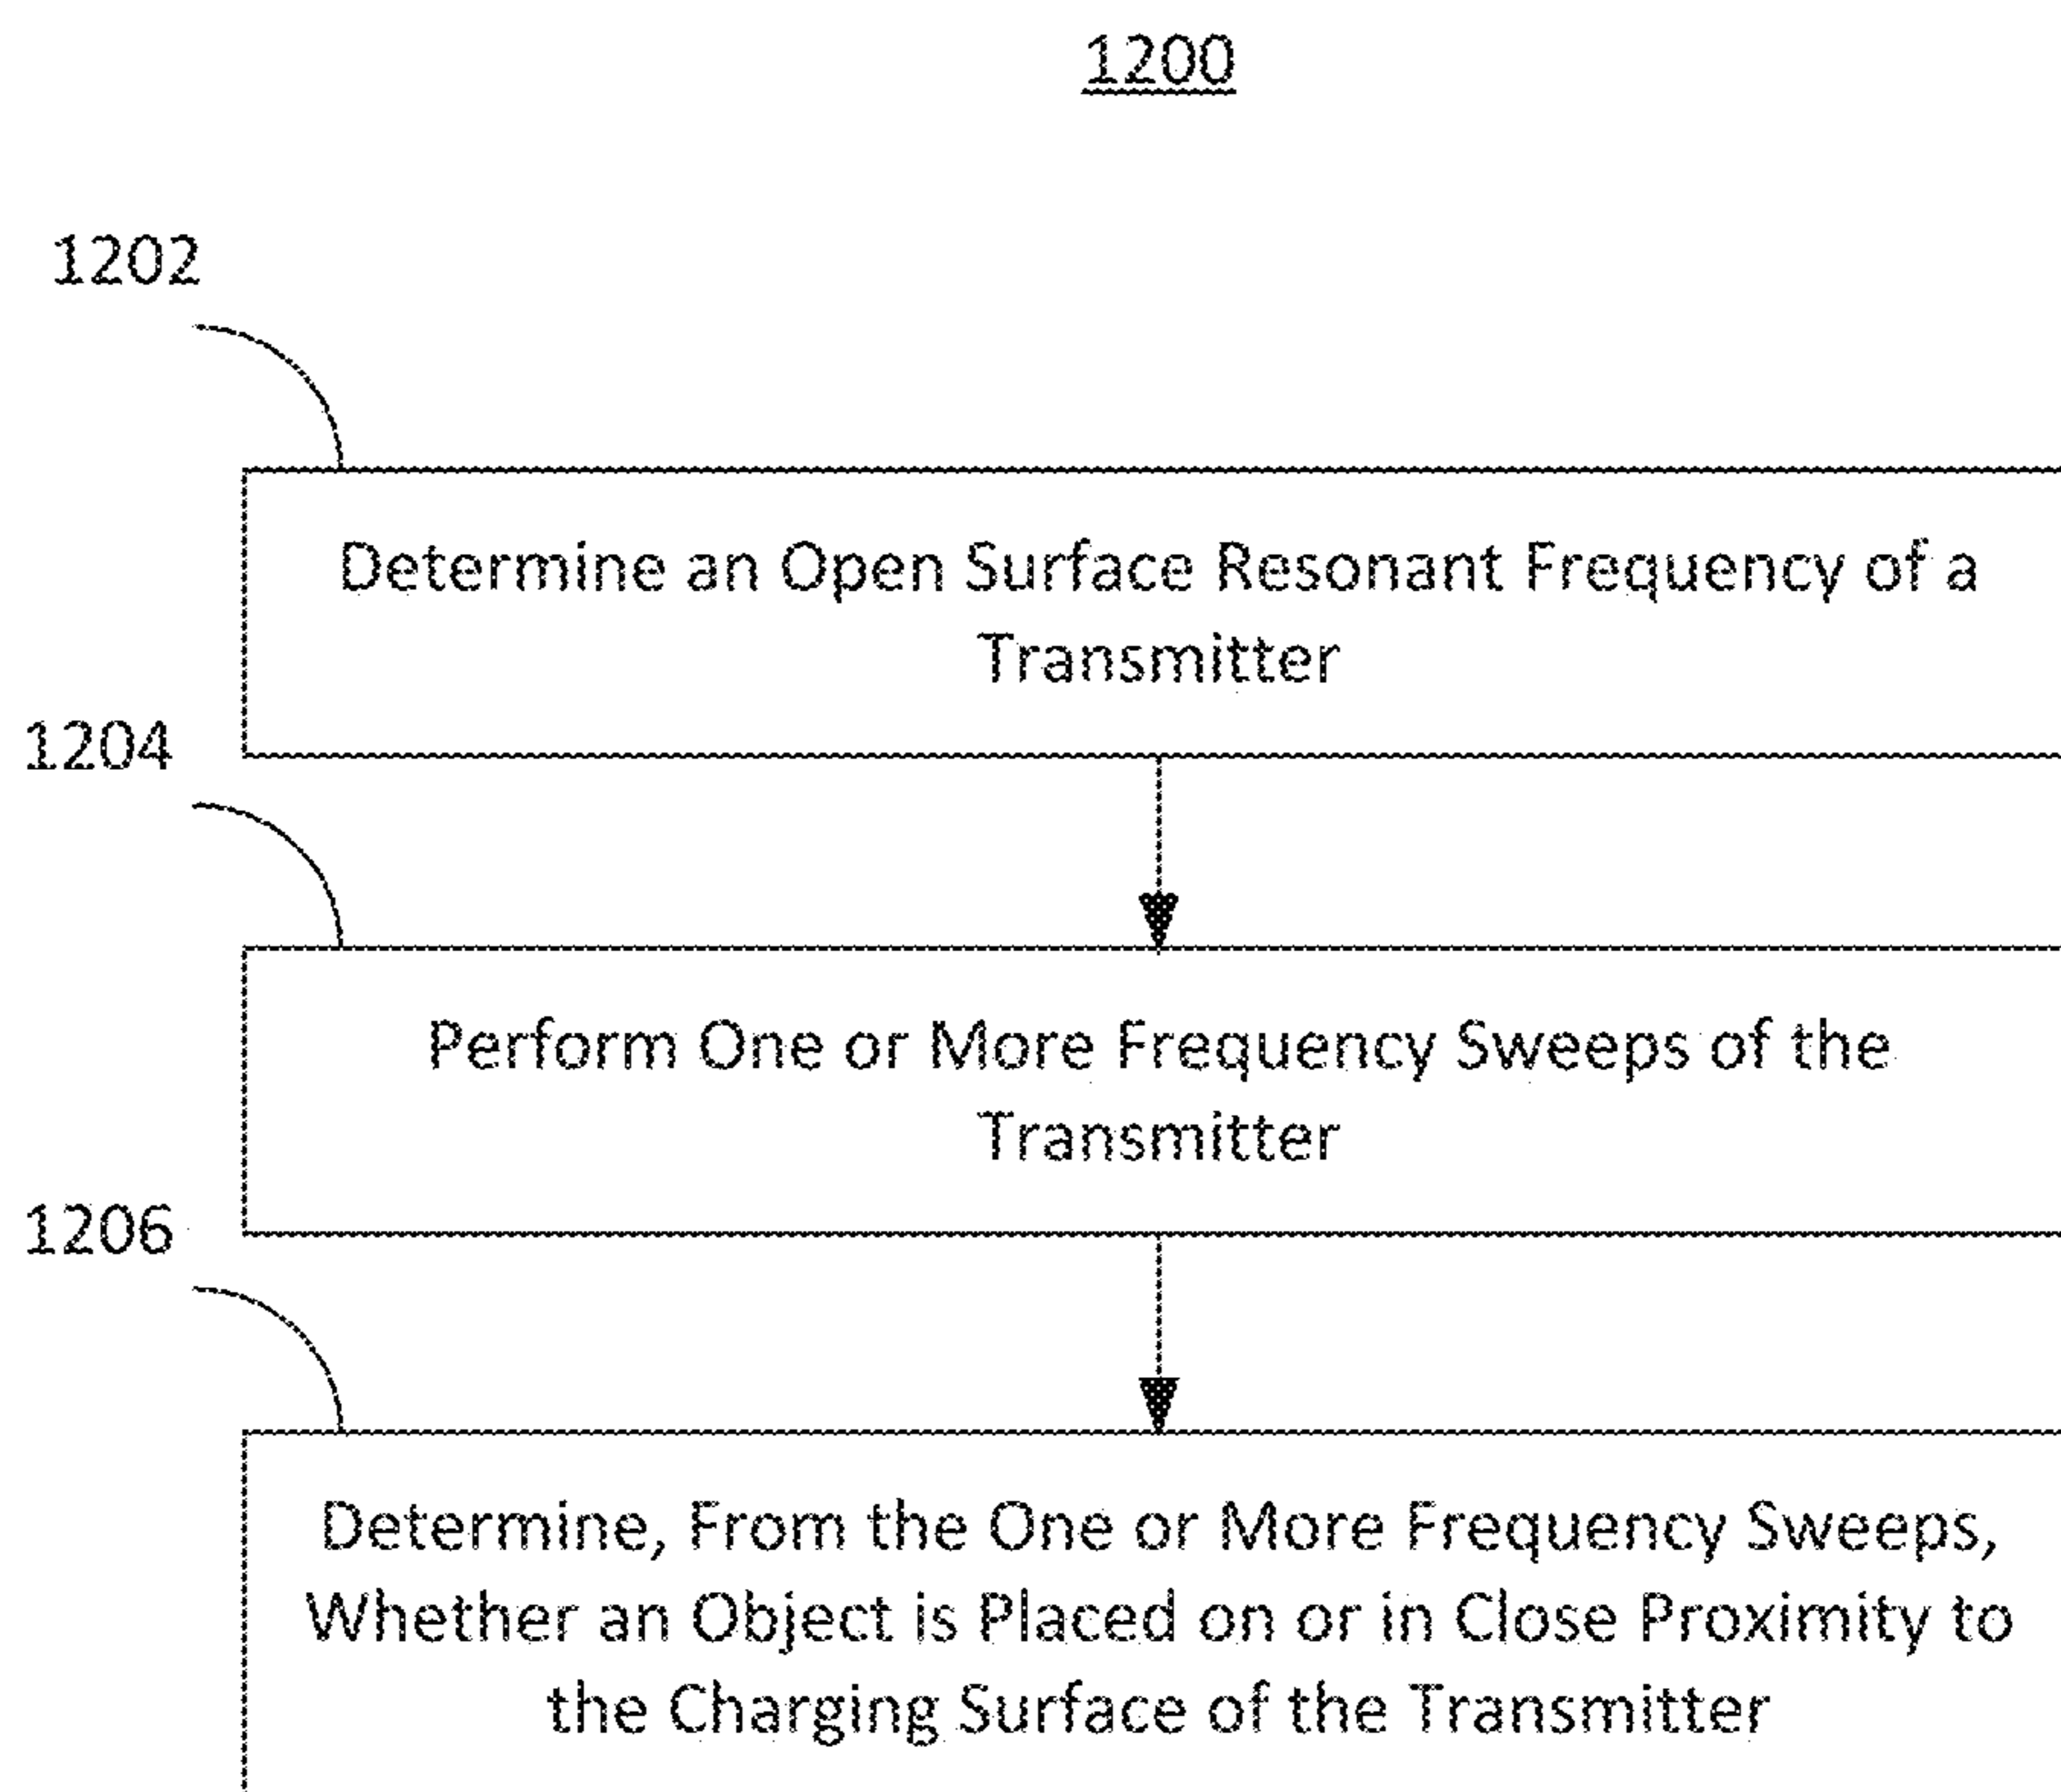 1200
1202
Determine an Open Surface Resonant Frequency of a
Transmitter
1204
Perform One or More Frequency Sweeps of the
Transmitter
1206
Determine, From the One or More Frequency Sweeps,
Whether an Object is Placed on or in Close Proximity to
the Charging Surface of the Transmitter